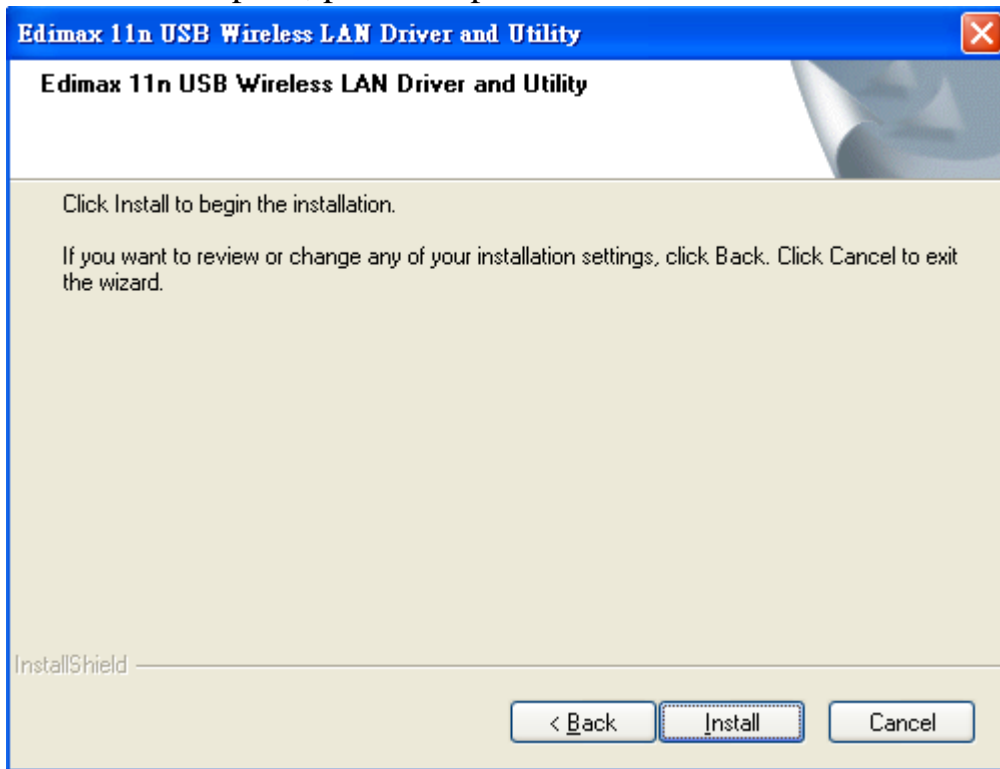 Edimax 11n USB Wireless LAN Driver and Utility
Edimax 11n USB Wireless LAN Driver and Utility
Click Install to begin the installation.
If you want to review or change any of your installation settings, click Back. Click Cancel to exit
the wizard.
InstallShield
< Back Install Cancel